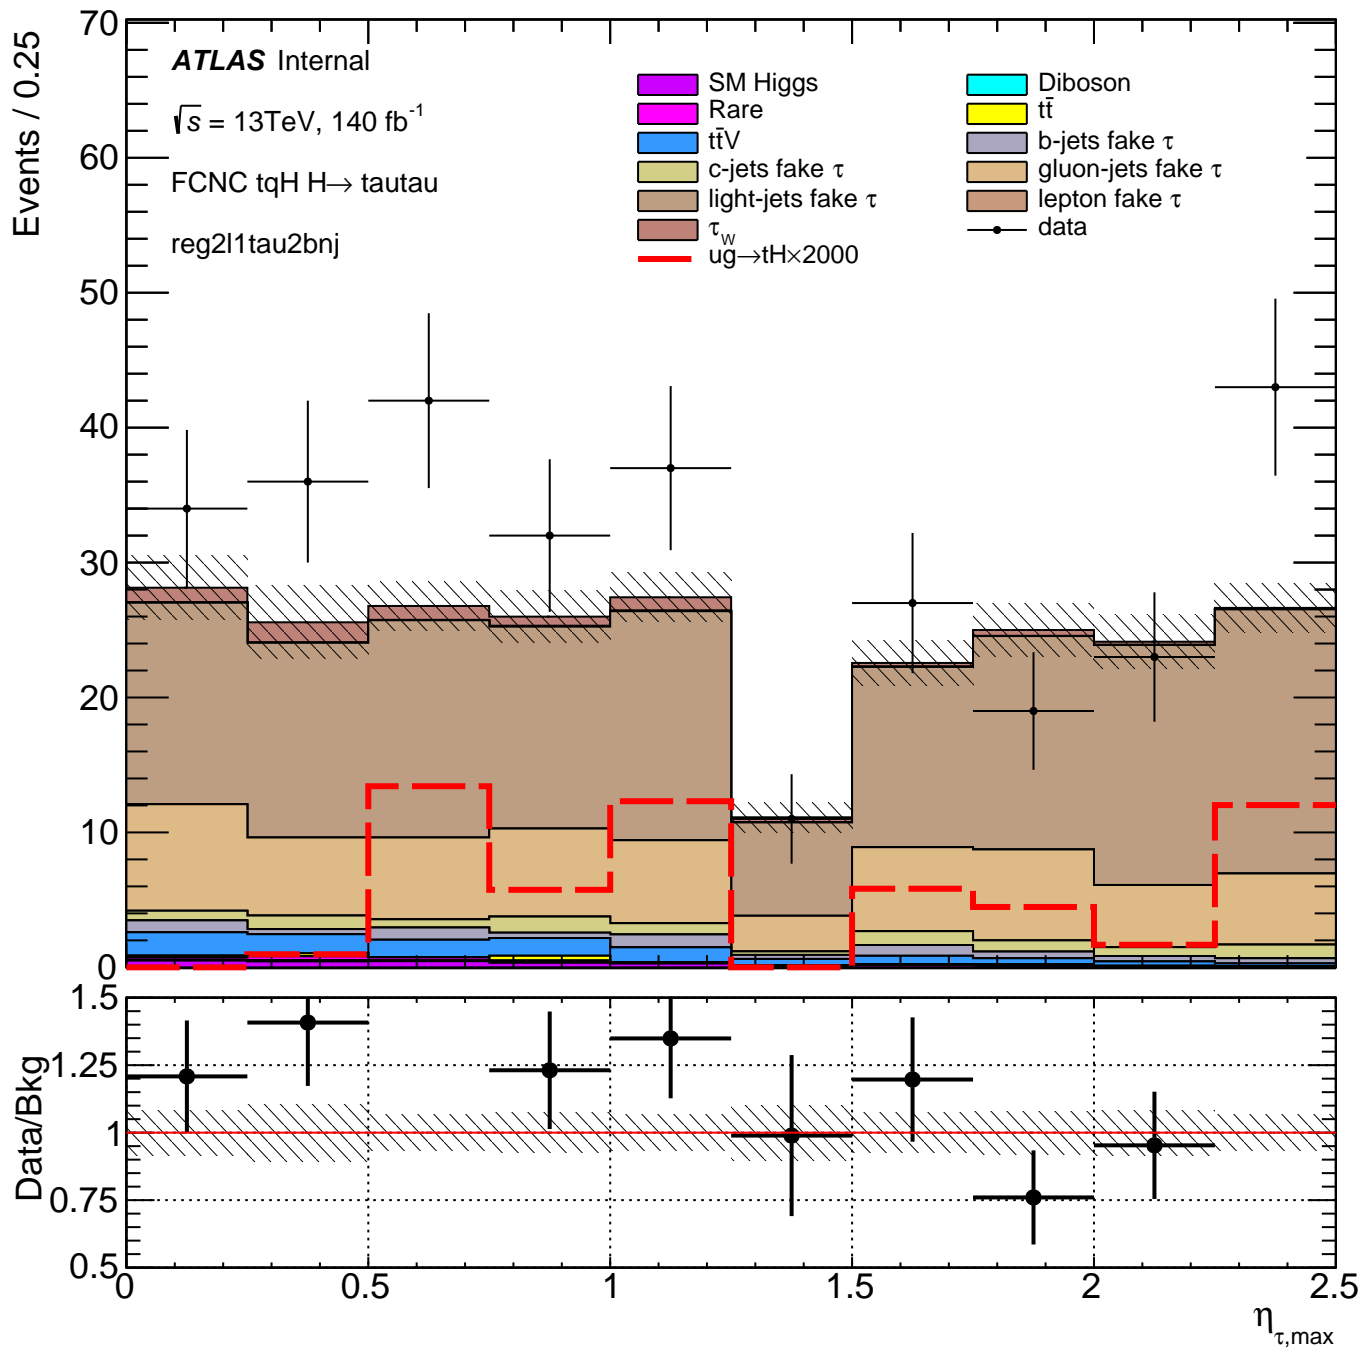 Events / 0.25
70
60
50
40
30
20
10
0
ATLAS Internal
√s = 13TeV, 140 fb⁻¹
FCNC tqH H→ tautau
reg2l1tau2bnj
SM Higgs
Rare
tt̄V
c-jets fake τ
light-jets fake τ
τ_W
ug→tH×2000
Diboson
tt̄
b-jets fake τ
gluon-jets fake τ
lepton fake τ
data
Data/Bkg
1.5
1.25
1
0.75
0.5
0 0.5 1 1.5 2 2.5
η_τ,max